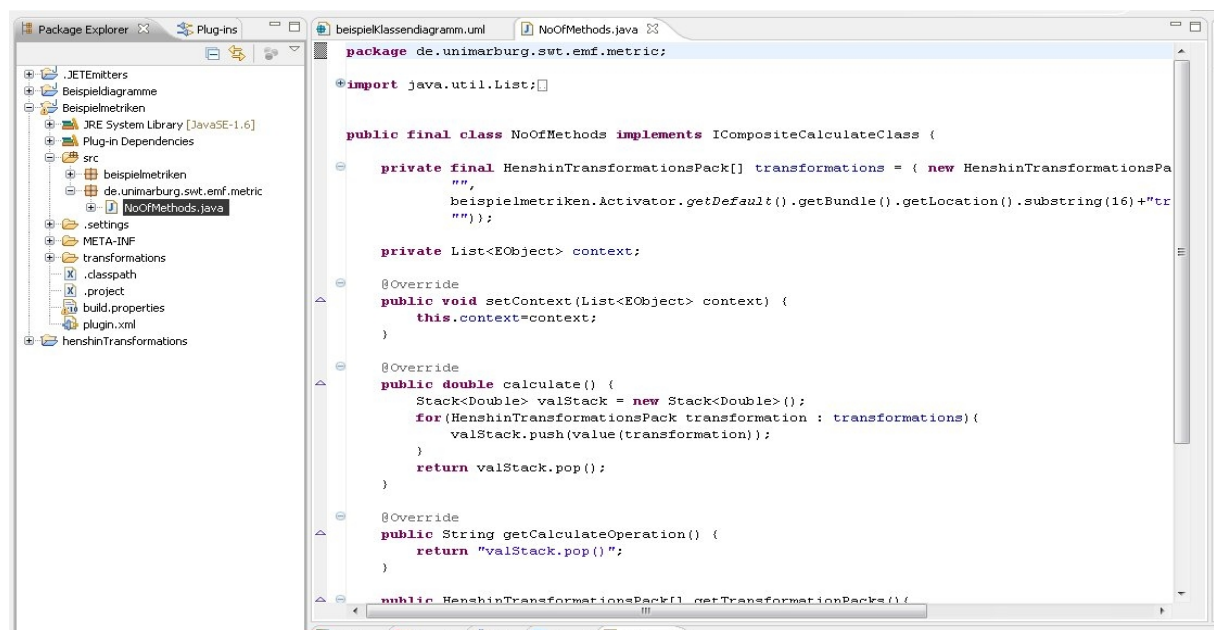 Package Explorer
Plug-ins
.JETEmitters
Beispieldiagramme
Beispielmetriken
JRE System Library [JavaSE-1.6]
Plug-in Dependencies
src
beispielmetriken
de.unimarburg.swt.emf.metric
NoOfMethods.java
.settings
META-INF
transformations
.classpath
.project
build.properties
plugin.xml
henshinTransformations
beispielKlassendiagramm.uml
NoOfMethods.java
package de.unimarburg.swt.emf.metric;
import java.util.List;
public final class NoOfMethods implements ICompositeCalculateClass {
private final HenshinTransformationsPack[] transformations = { new HenshinTransformationsPa
"",
beispielmetriken.Activator.getDefault().getBundle().getLocation().substring(16)+"tr
"")};
private List<EObject> context;
@Override
public void setContext(List<EObject> context) {
this.context=context;
}
@Override
public double calculate() {
Stack<Double> valStack = new Stack<Double>();
for(HenshinTransformationsPack transformation : transformations){
valStack.push(value(transformation));
}
return valStack.pop();
}
@Override
public String getCalculateOperation() {
return "valStack.pop()";
}
public HenshinTransformationsPack[] getTransformationPacks(){